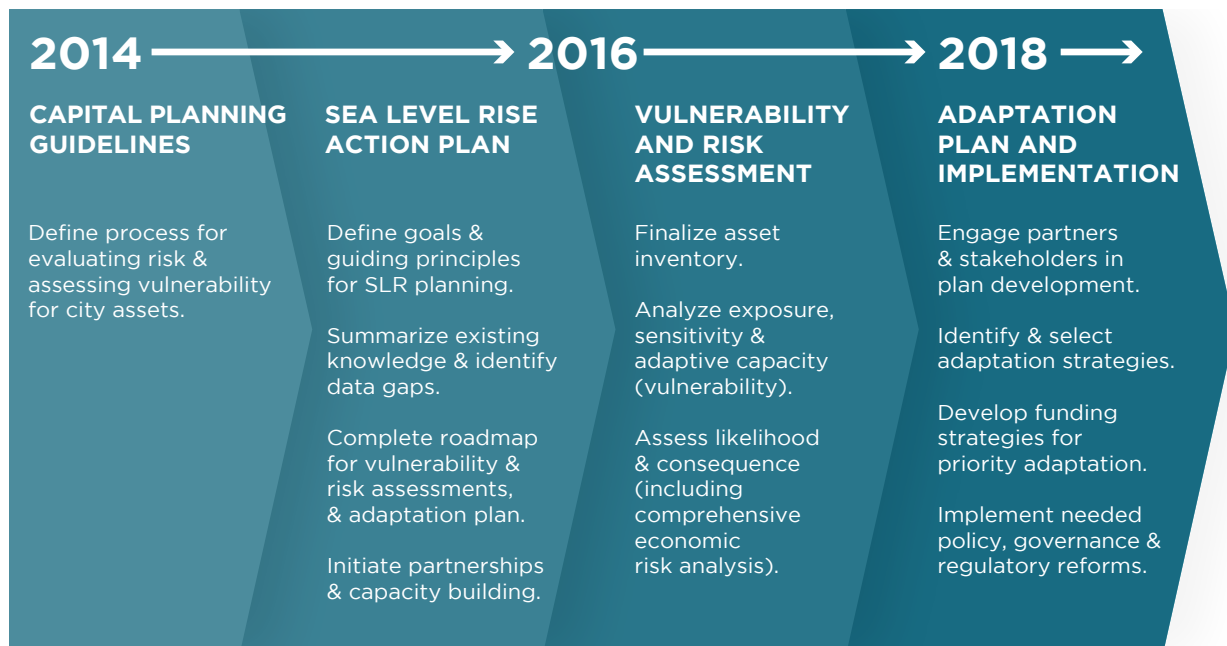 2014
2016
2018
CAPITAL PLANNING
GUIDELINES
Define process for
evaluating risk &
assessing vulnerability
for city assets.
SEA LEVEL RISE
ACTION PLAN
Define goals &
guiding principles
for SLR planning.
Summarize existing
knowledge & identify
data gaps.
Complete roadmap
for vulnerability &
risk assessments,
& adaptation plan.
Initiate partnerships
& capacity building.
VULNERABILITY
AND RISK
ASSESSMENT
Finalize asset
inventory.
Analyze exposure,
sensitivity &
adaptive capacity
(vulnerability).
Assess likelihood
& consequence
(including
comprehensive
economic
risk analysis).
ADAPTATION
PLAN AND
IMPLEMENTATION
Engage partners
& stakeholders in
plan development.
Identify & select
adaptation strategies.
Develop funding
strategies for
priority adaptation.
Implement needed
policy, governance &
regulatory reforms.